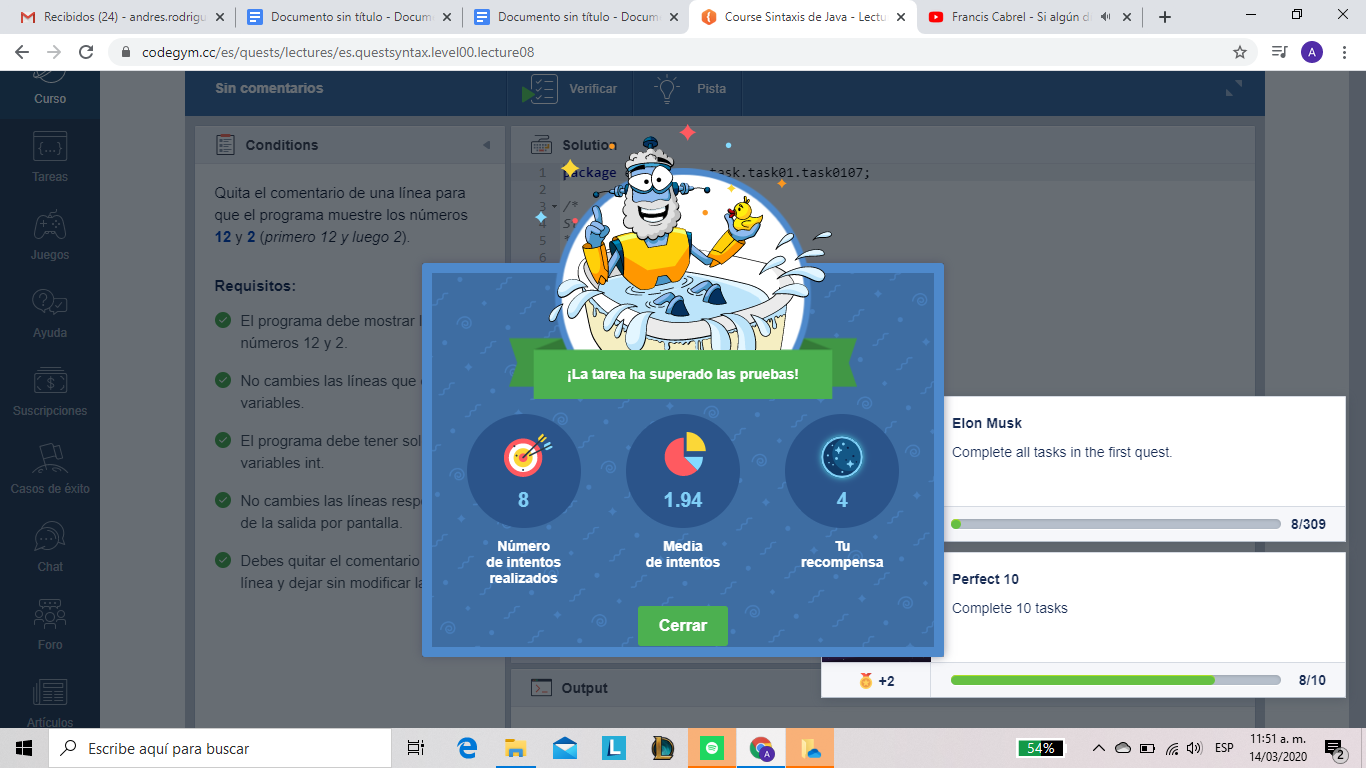 Recibidos (24) - andres.rodrigu
Documento sin título - Docum
Documento sin título - Docum
Course Sintaxis de Java - Lectu
Francis Cabrel - Si algún d
codegym.cc/es/quests/lectures/es.questsyntax.level00.lecture08
A
Curso
Tareas
Juegos
Ayuda
Suscripciones
Casos de éxito
Chat
Foro
Artículos
Sin comentarios
Verificar
Pista
Conditions
Quita el comentario de una línea para
que el programa muestre los números
12 y 2 (primero 12 y luego 2).
Requisitos:
El programa debe mostrar l
números 12 y 2.
No cambies las líneas que
variables.
El programa debe tener sol
variables int.
No cambies las líneas resp
de la salida por pantalla.
Debes quitar el comentario
línea y dejar sin modificar la
Solution
1 package task.task01.task0107;
2
3 /*
4
5
6
¡La tarea ha superado las pruebas!
8
Número
de intentos
realizados
1.94
Media
de intentos
4
Tu
recompensa
Cerrar
Elon Musk
Complete all tasks in the first quest.
8/309
Perfect 10
Complete 10 tasks
+2
8/10
Output
Escribe aquí para buscar
L
A
54%
ESP
11:51 a. m.
14/03/2020
2